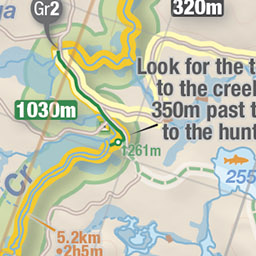 Gr2
320m
Look for the t
to the creel
1030m
350m past t
to the hunt
1261m
255
Cr
5.2km
•2h5m